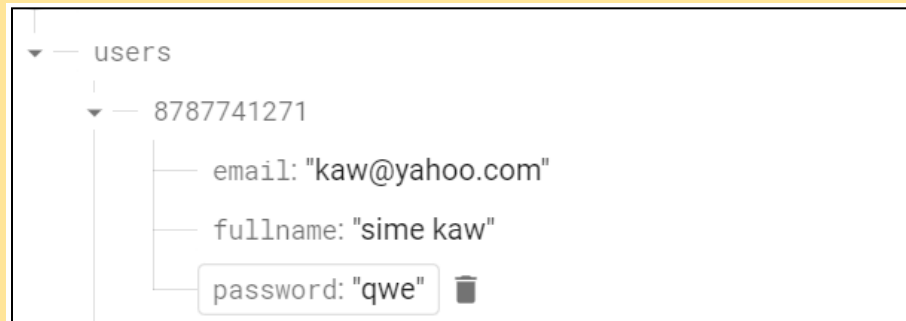 users
8787741271
email: "kaw@yahoo.com"
fullname: "sime kaw"
password: "qwe"